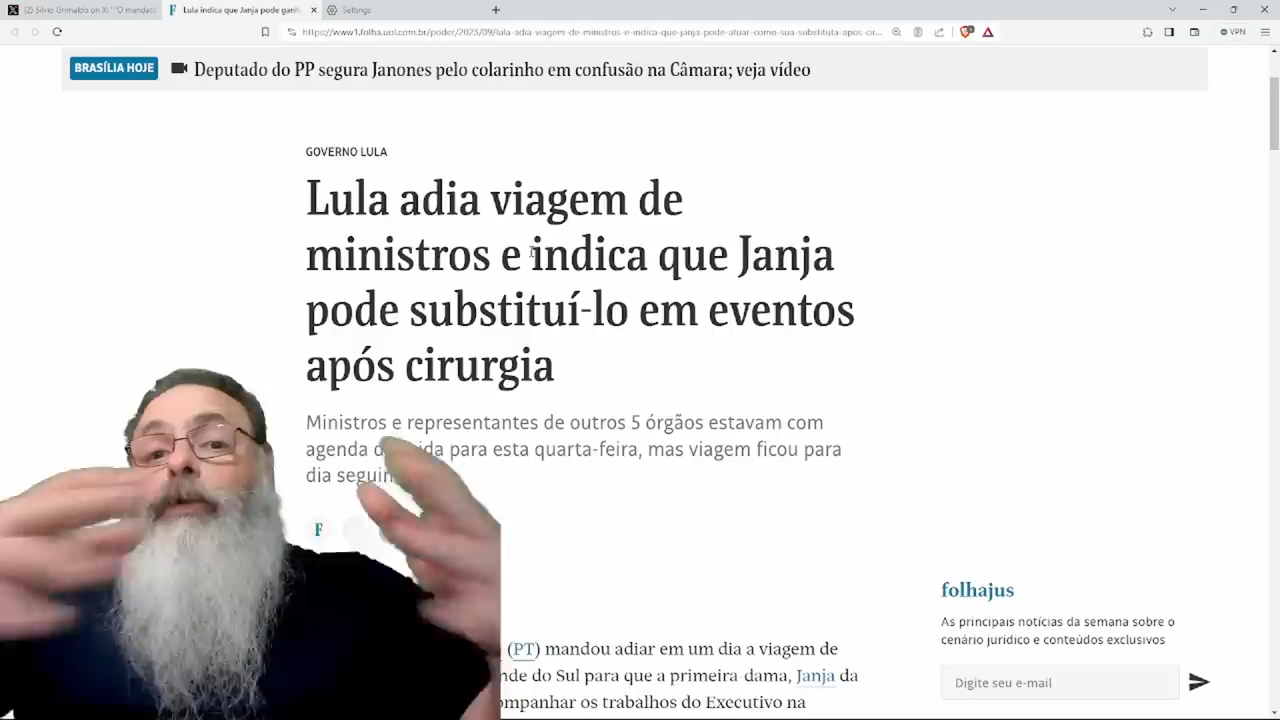 (2) Silvio Grimaldo on X: "O mandati
Lula indica que Janja pode ganh
Settings
https://www1.folha.uol.com.br/poder/2023/09/lula-adia-viagem-de-ministros-e-indica-que-janja-pode-atuar-como-sua-substituta-apos-cir...
VPN
BRASÍLIA HOJE
Deputado do PP segura Janones pelo colarinho em confusão na Câmara; veja vídeo
GOVERNO LULA
Lula adia viagem de
ministros e indica que Janja
pode substituí-lo em eventos
após cirurgia
Ministros e representantes de outros 5 órgãos estavam com
agenda para esta quarta-feira, mas viagem ficou para
dia
F
(PT) mandou adiar em um dia a viagem de
do Sul para que a primeira-dama, Janja da
os trabalhos do Executivo na
folhajus
As principais notícias da semana sobre o
cenário jurídico e conteúdos exclusivos
Digite seu e-mail